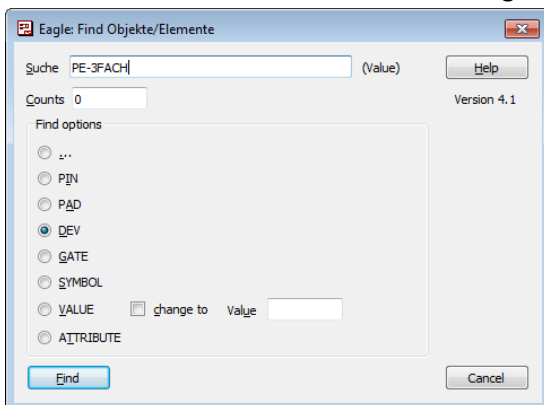 Eagle: Find Objekte/Elemente
Suche PE-3FACH (Value) Help
Counts 0 Version 4.1
Find options
...
PIN
PAD
DEV
GATE
SYMBOL
VALUE change to Value
ATTRIBUTE
Find Cancel